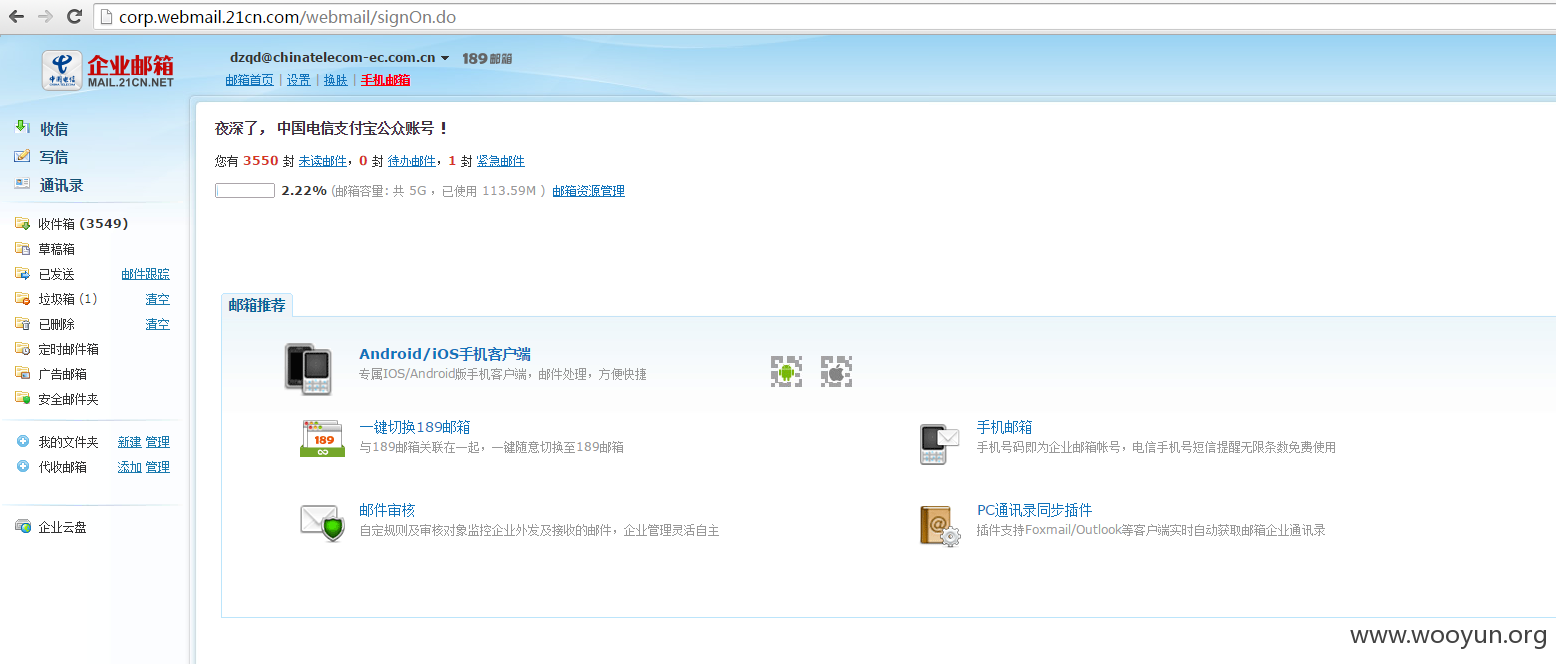 corp.webmail.21cn.com/webmail/signOn.do
中国电信
企业邮箱
MAIL.21CN.NET
dzqd@chinatelecom-ec.com.cn 189邮箱
邮箱首页 | 设置 | 换肤 | 手机邮箱
收信
写信
通讯录
收件箱 (3549)
草稿箱
已发送 邮件跟踪
垃圾箱 (1) 清空
已删除 清空
定时邮件箱
广告邮箱
安全邮件夹
我的文件夹 新建 管理
代收邮箱 添加 管理
企业云盘
夜深了， 中国电信支付宝公众账号 ！
您有 3550 封 未读邮件，0 封 待办邮件，1 封 紧急邮件
2.22% (邮箱容量: 共 5G ，已使用 113.59M ） 邮箱资源管理
邮箱推荐
Android/iOS手机客户端
专属IOS/Android版手机客户端，邮件处理，方便快捷
189
一键切换189邮箱
与189邮箱关联在一起，一键随意切换至189邮箱
手机邮箱
手机号码即为企业邮箱帐号，电信手机号短信提醒无限条数免费使用
邮件审核
自定规则及审核对象监控企业外发及接收的邮件，企业管理灵活自主
PC通讯录同步插件
插件支持Foxmail/Outlook等客户端实时自动获取邮箱企业通讯录
www.wooyun.org